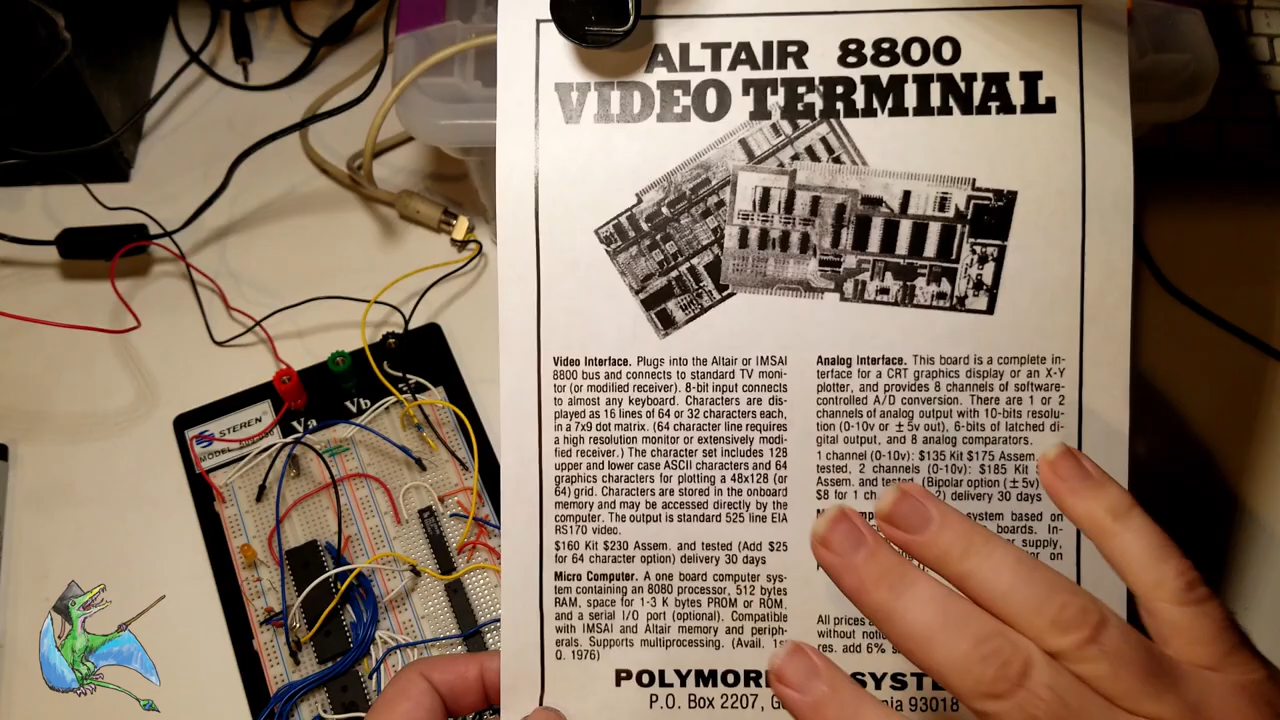 ALTAIR 8800
VIDEO TERMINAL
Video Interface. Plugs into the Altair or IMSAI
8800 bus and connects to standard TV moni-
tor (or modified receiver). 8-bit input connects
to almost any keyboard. Characters are dis-
played as 16 lines of 64 or 32 characters each,
in a 7x9 dot matrix. (64 character line requires
a high resolution monitor or extensively modi-
fied receiver.) The character set includes 128
upper and lower case ASCII characters and 64
graphics characters for plotting a 48x128 (or
64) grid. Characters are stored in the onboard
memory and may be accessed directly by the
computer. The output is standard 525 line EIA
RS170 video.
$160 Kit $230 Assem. and tested (Add $25
for 64 character option) delivery 30 days
Micro Computer. A one board computer sys-
tem containing an 8080 processor, 512 bytes
RAM, space for 1-3 K bytes PROM or ROM,
and a serial I/O port (optional). Compatible
with IMSAI and Altair memory and periph-
erals. Supports multiprocessing. (Avail. 1st
Q. 1976)
Analog Interface. This board is a complete in-
terface for a CRT graphics display or an X-Y
plotter, and provides 8 channels of software-
controlled A/D conversion. There are 1 or 2
channels of analog output with 10-bits resolu-
tion (0-10v or ±5v out), 6-bits of latched di-
gital output, and 8 analog comparators.
1 channel (0-10v): $135 Kit $175 Assem.
tested, 2 channels (0-10v): $185 Kit
Assem. and (Bipolar option (±5v)
$8 for 1 2) delivery 30 days
system based on
boards. In-
supply,
on
All prices
without
res. add 6%
POLYMOR SYST
P.O. Box 2207, 93018
STEREN
MODEL
Va
Vb